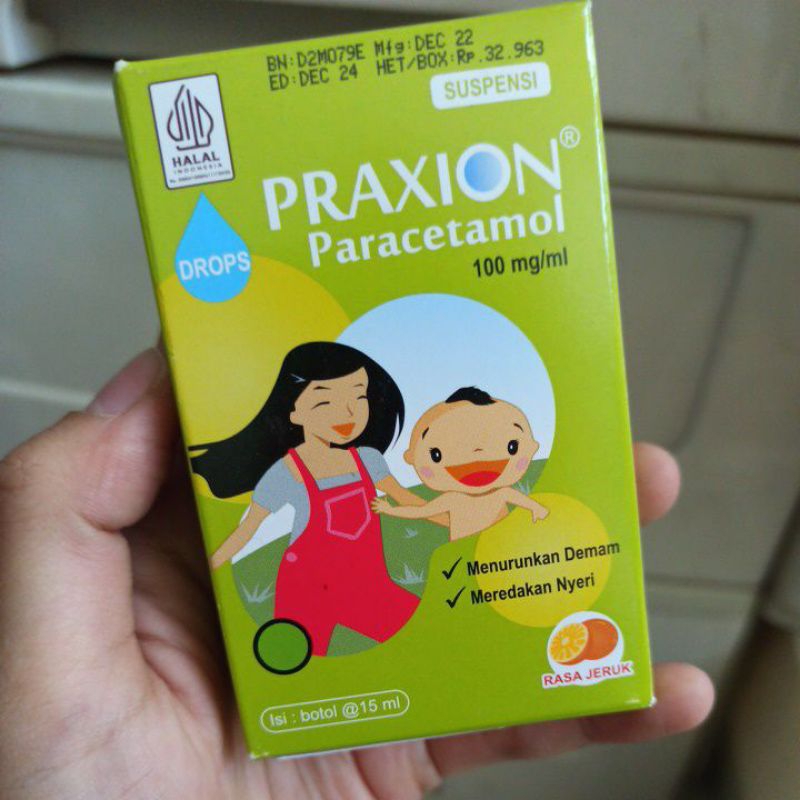 BN:D2M079E Mfg:DEC 22
ED:DEC 24 HET/BOX:Rp.32.963
SUSPENSI
HALAL
INDONESIA
PRAXION®
Paracetamol
100 mg/ml
DROPS
✓ Menurunkan Demam
✓ Meredakan Nyeri
RASA JERUK
Isi : botol @15 ml